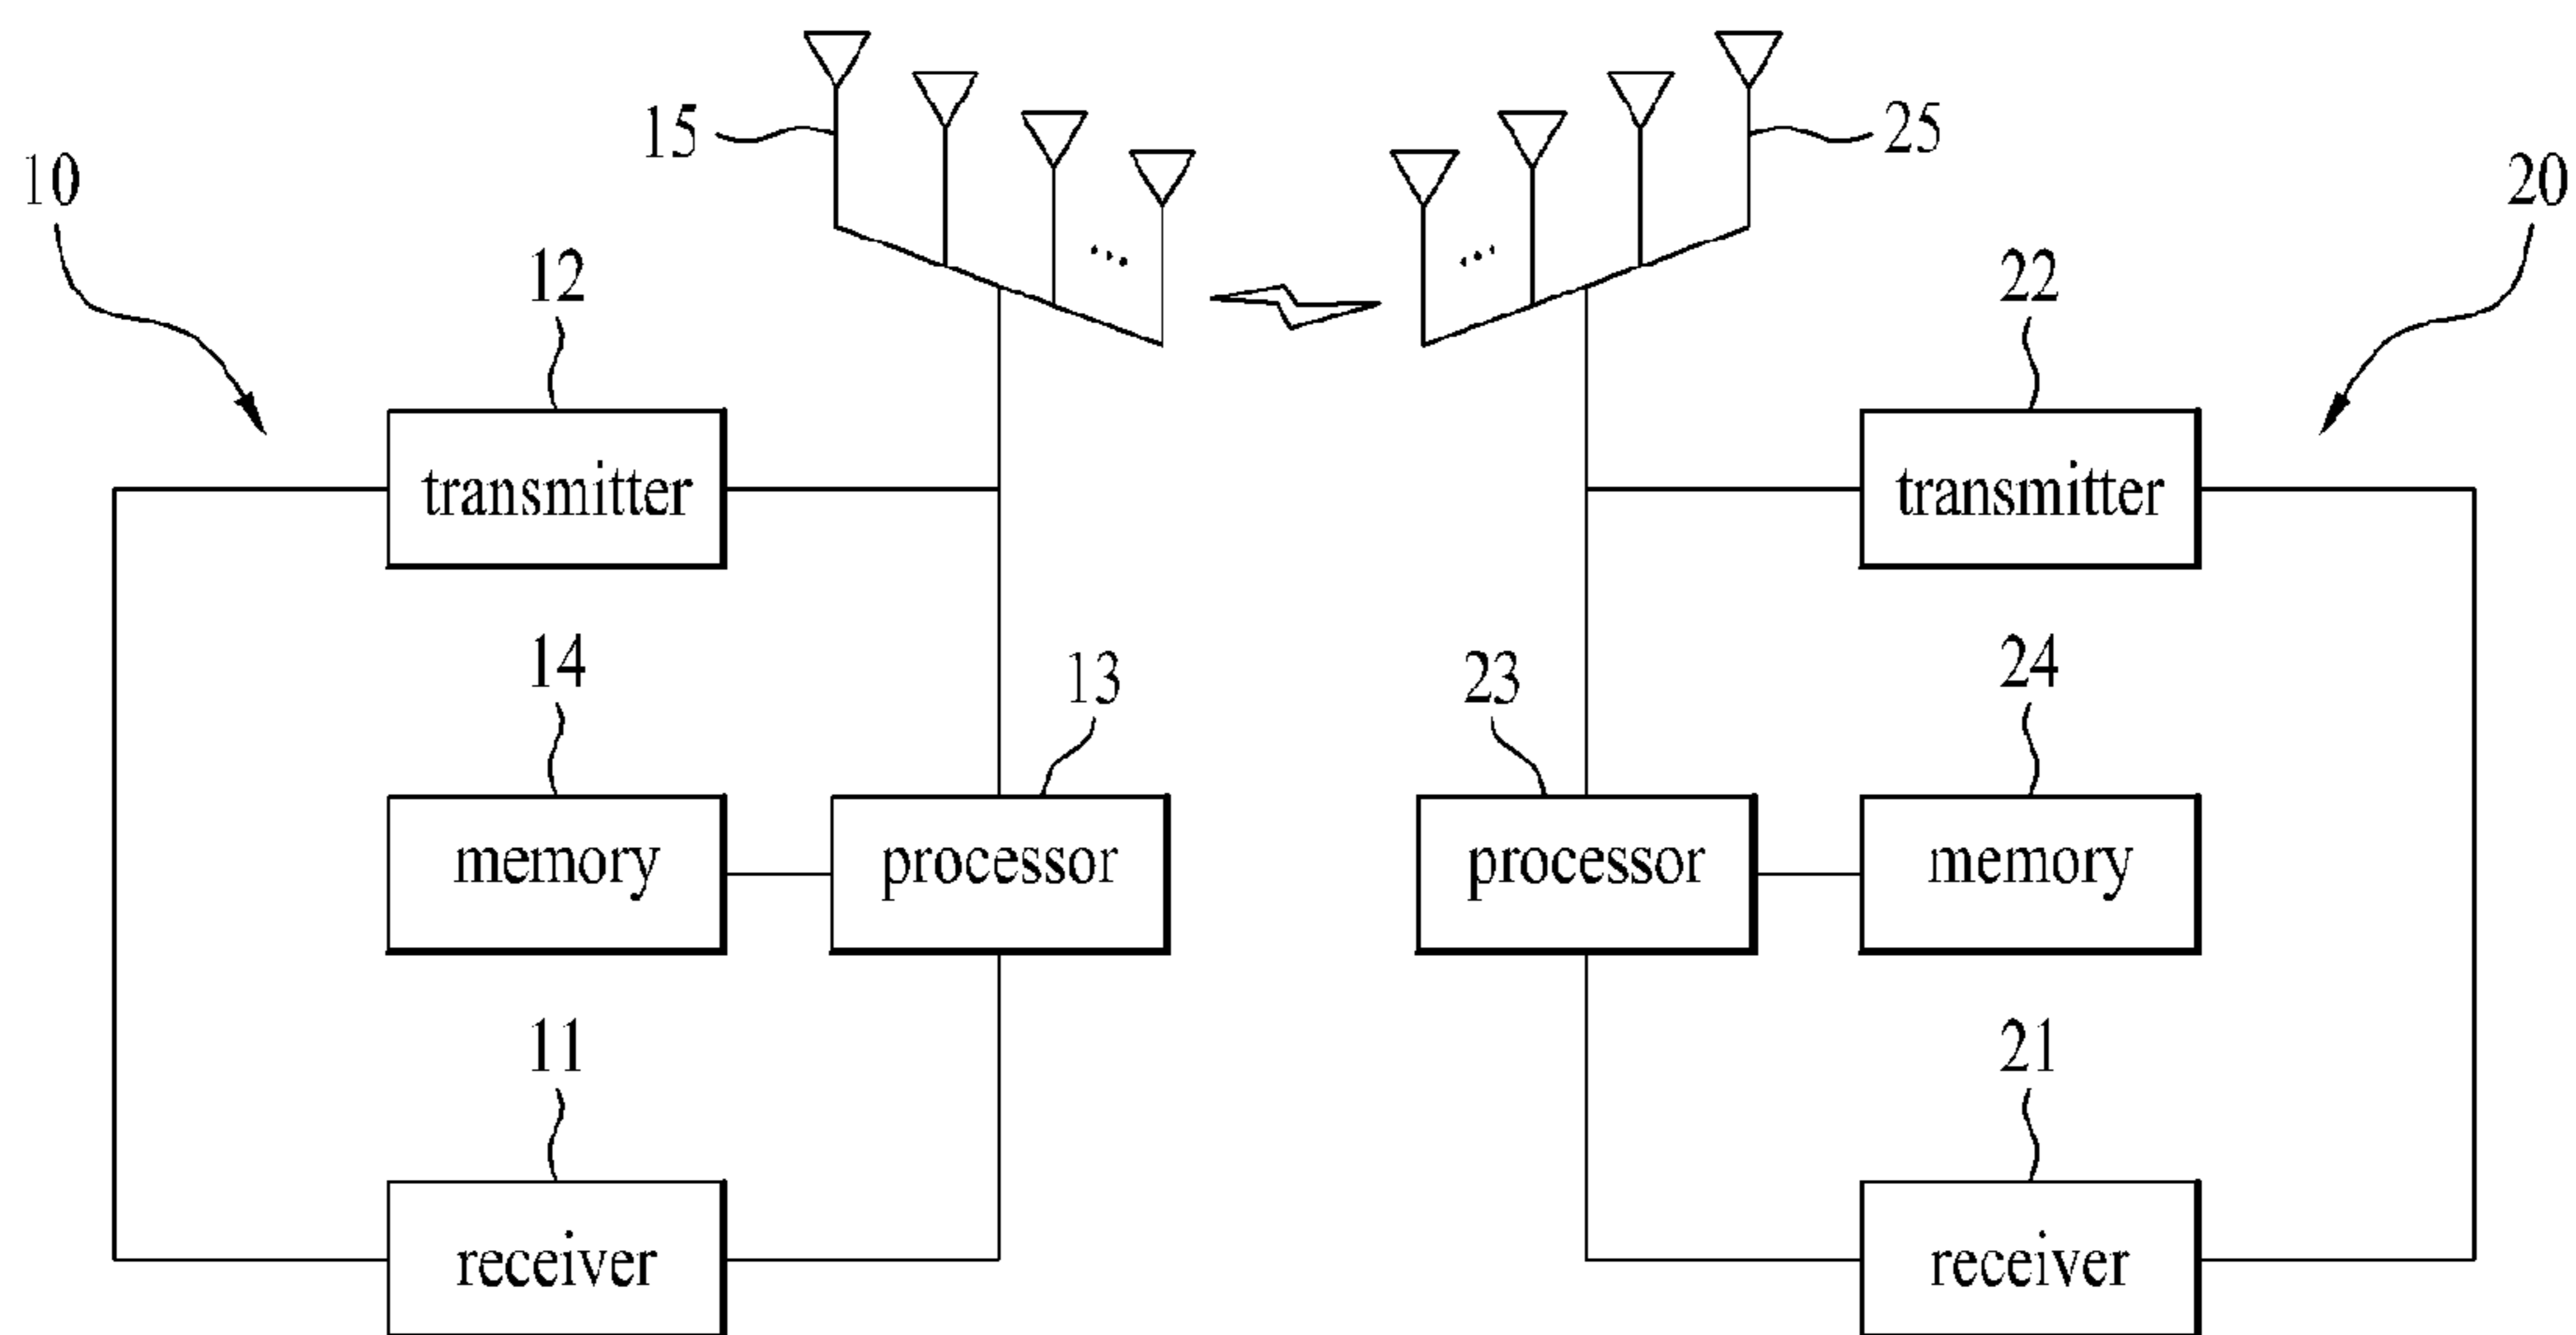 15
25
10
20
12
22
transmitter
transmitter
14
24
13
23
memory
processor
processor
memory
11
21
receiver
receiver